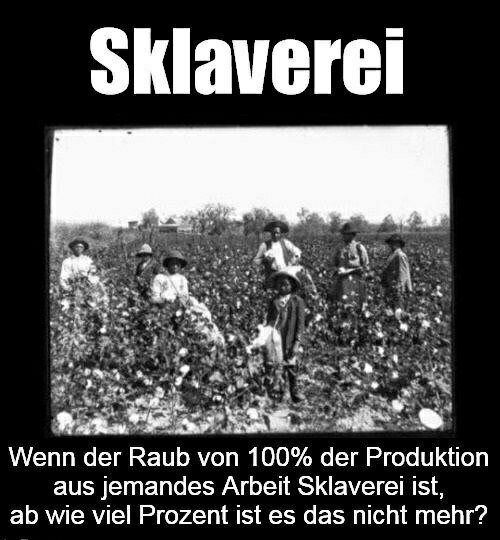 Sklaverei
Wenn der Raub von 100% der Produktion
aus jemandes Arbeit Sklaverei ist,
ab wie viel Prozent ist es das nicht mehr?